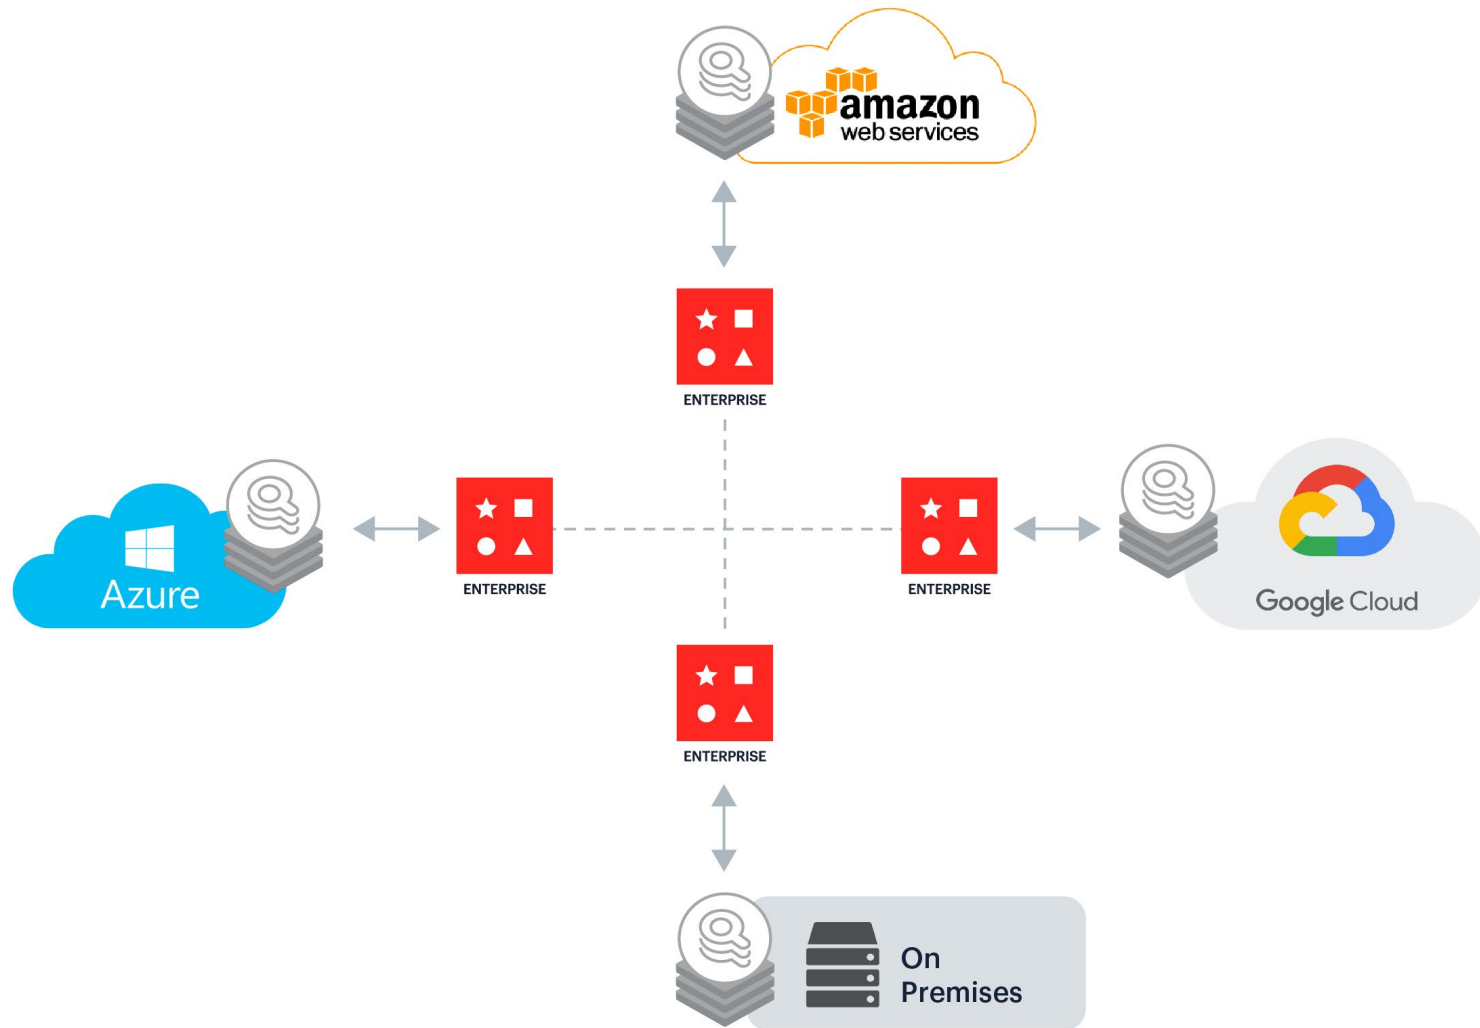 amazon
web services
ENTERPRISE
Azure
ENTERPRISE
ENTERPRISE
Google Cloud
ENTERPRISE
On
Premises